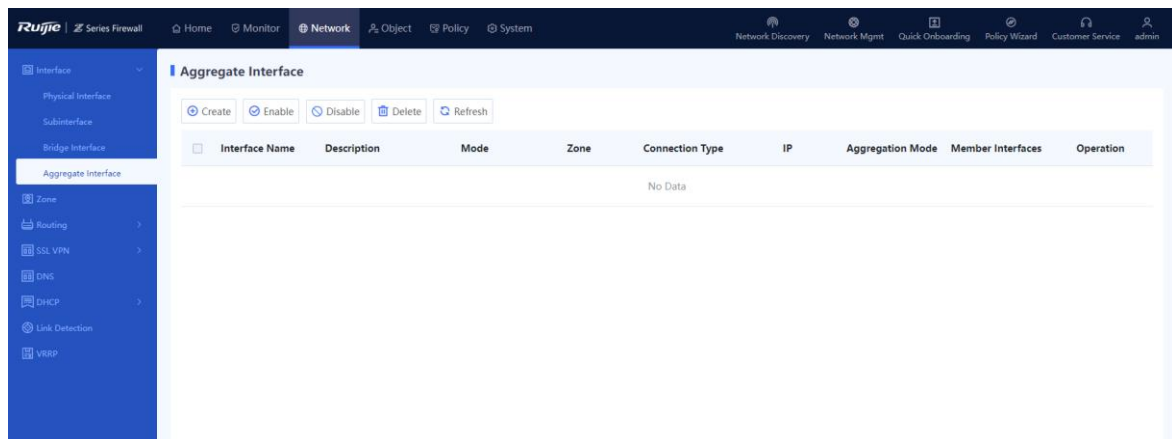 Ruijie | Z Series Firewall Home Monitor Network Object Policy System Network Discovery Network Mgmt Quick Onboarding Policy Wizard Customer Service admin
Interface
Physical Interface
Subinterface
Bridge Interface
Aggregate Interface
Zone
Routing
SSL VPN
DNS
DHCP
Link Detection
VRRP
Aggregate Interface
Create Enable Disable Delete Refresh
Interface Name Description Mode Zone Connection Type IP Aggregation Mode Member Interfaces Operation
No Data